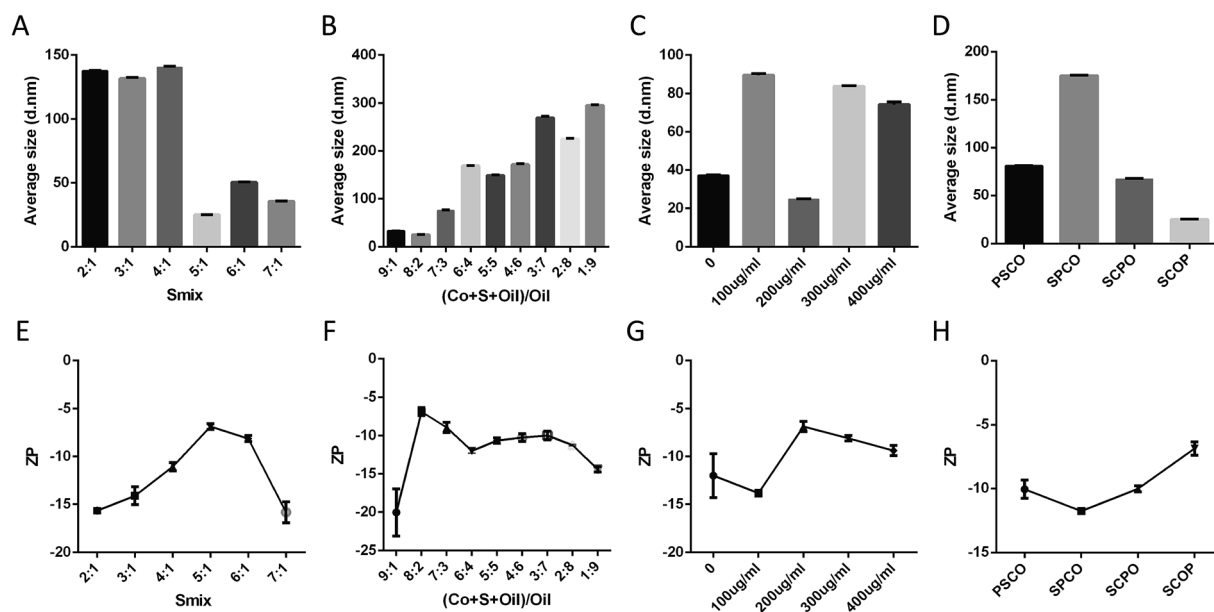 A
Average size (d.nm)
150
100
50
0
2:1
3:1
4:1
5:1
6:1
7:1
Smix
B
Average size (d.nm)
400
300
200
100
0
9:1
8:2
7:3
6:4
5:5
4:6
3:7
2:8
1:9
(Co+S+Oil)/Oil
C
Average size (d.nm)
100
80
60
40
20
0
0
100ug/ml
200ug/ml
300ug/ml
400ug/ml
D
Average size (d.nm)
200
150
100
50
0
PSCO
SPCO
SCPO
SCOP
E
ZP
0
-5
-10
-15
-20
2:1
3:1
4:1
5:1
6:1
7:1
Smix
F
ZP
0
-5
-10
-15
-20
-25
9:1
8:2
7:3
6:4
5:5
4:6
3:7
2:8
1:9
(Co+S+Oil)/Oil
G
ZP
0
-5
-10
-15
-20
0
100ug/ml
200ug/ml
300ug/ml
400ug/ml
H
ZP
0
-5
-10
-15
PSCO
SPCO
SCPO
SCOP